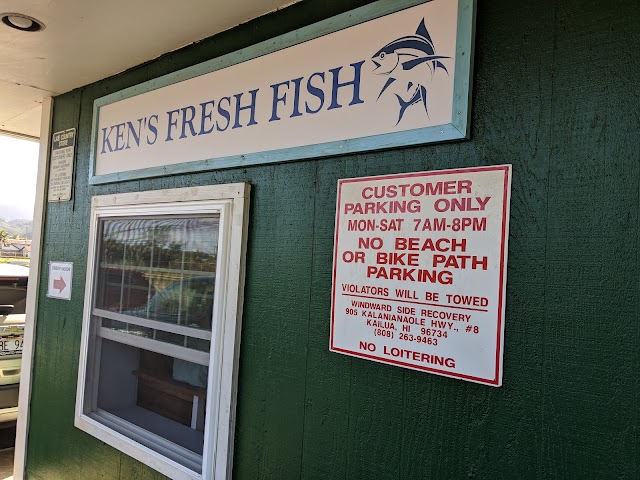 KEN'S FRESH FISH
CUSTOMER
PARKING ONLY
MON-SAT 7AM-8PM
NO BEACH
OR BIKE PATH
PARKING
VIOLATORS WILL BE TOWED
WINDWARD SIDE RECOVERY
905 KALANIANAOLE HWY., #8
KAILUA, HI 96734
(808) 263-9463
NO LOITERING